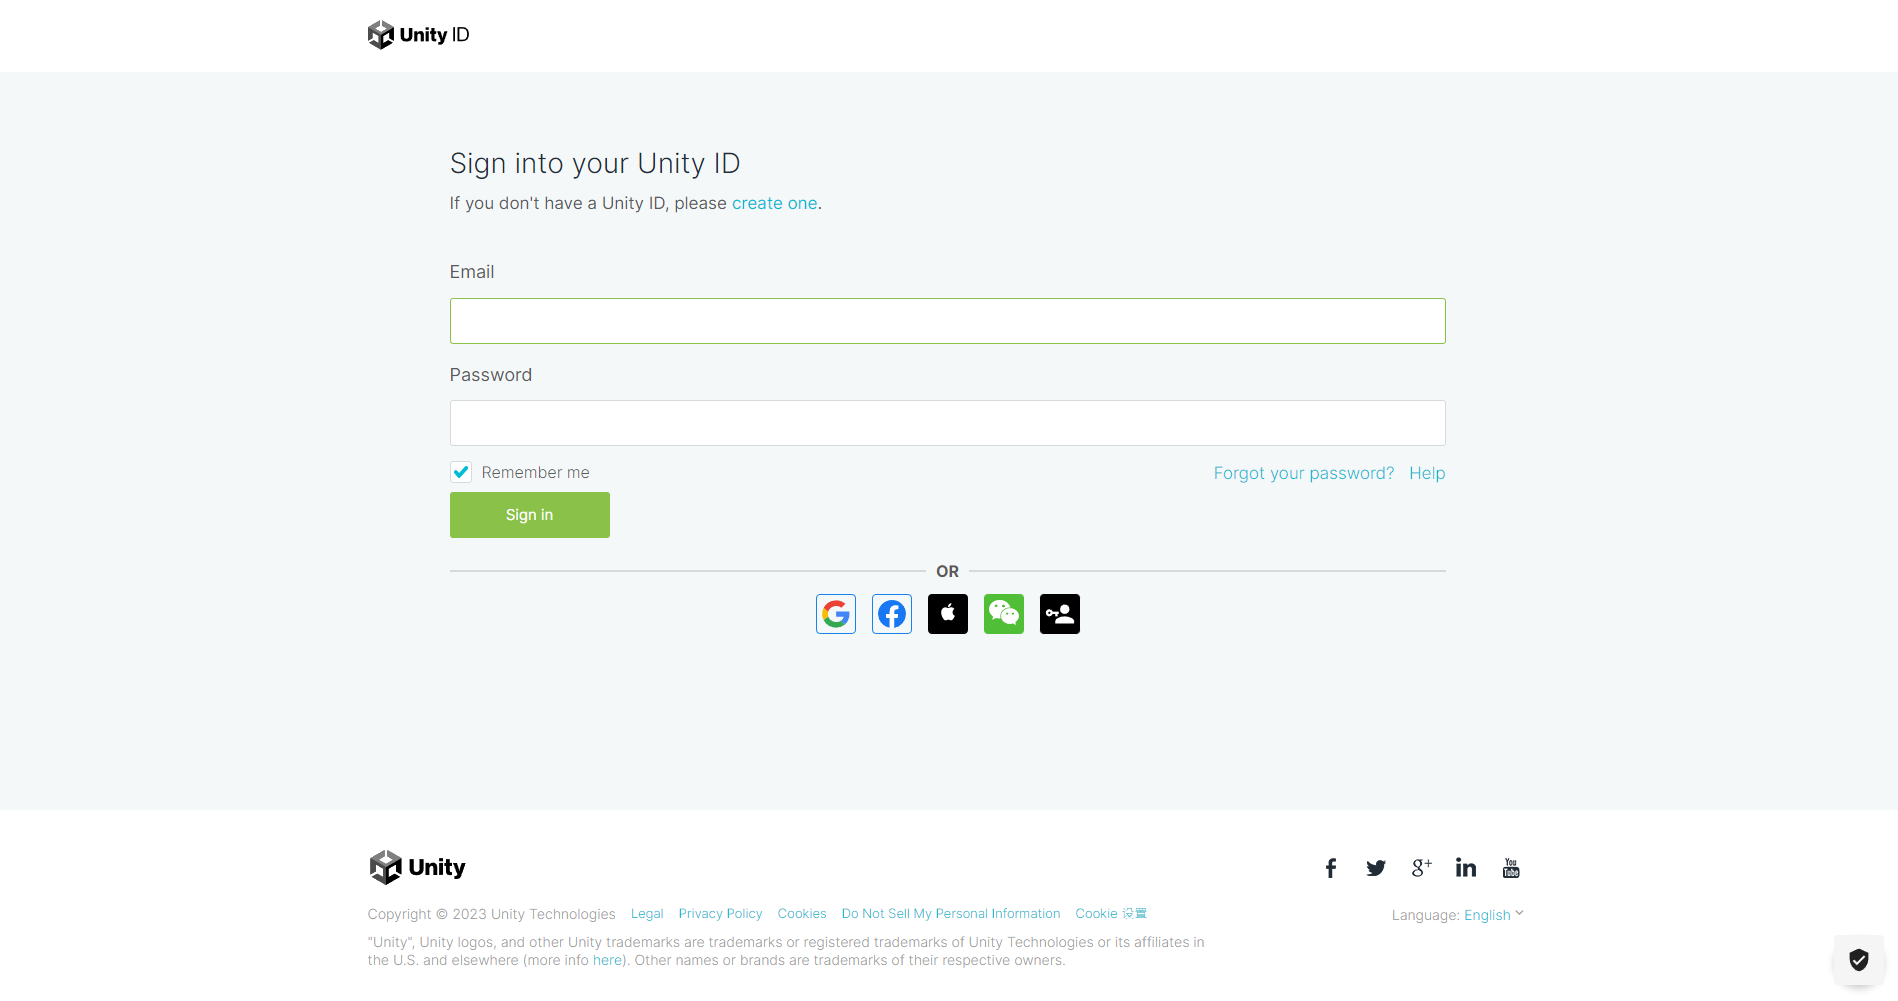 Unity ID
Sign into your Unity ID
If you don't have a Unity ID, please create one.
Email
Password
Remember me
Forgot your password? Help
Sign in
OR
Unity
You Tube
Copyright © 2023 Unity Technologies Legal Privacy Policy Cookies Do Not Sell My Personal Information Cookie 设置
Language: English
"Unity", Unity logos, and other Unity trademarks are trademarks or registered trademarks of Unity Technologies or its affiliates in
the U.S. and elsewhere (more info here). Other names or brands are trademarks of their respective owners.